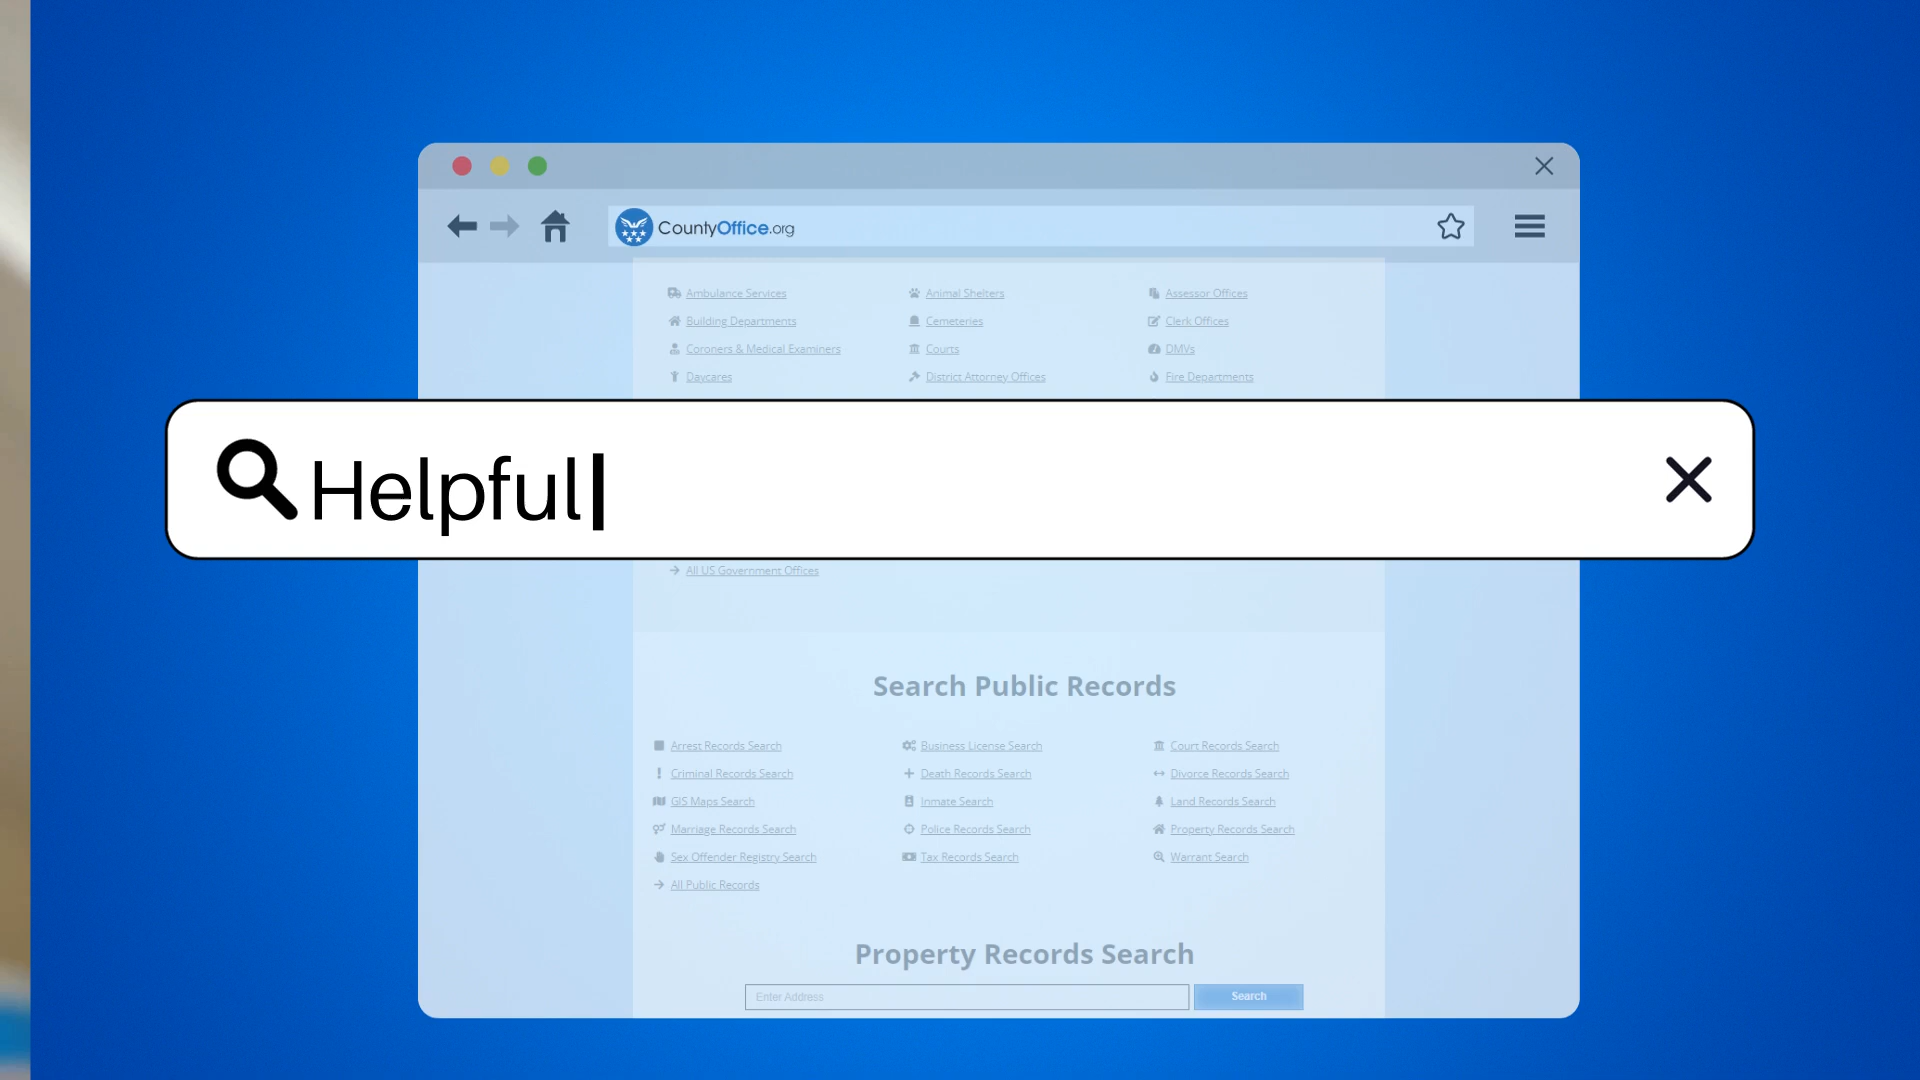 CountyOffice.org
Ambulance Services Animal Shelters Assessor Offices
Building Departments Cemeteries Clerk Offices
Coroners & Medical Examiners Courts DMVs
Daycares District Attorney Offices Fire Departments
Helpful
All US Government Offices
Search Public Records
Arrest Records Search Business License Search Court Records Search
Criminal Records Search Death Records Search Divorce Records Search
GIS Maps Search Inmate Search Land Records Search
Marriage Records Search Police Records Search Property Records Search
Sex Offender Registry Search Tax Records Search Warrant Search
All Public Records
Property Records Search
Enter Address Search